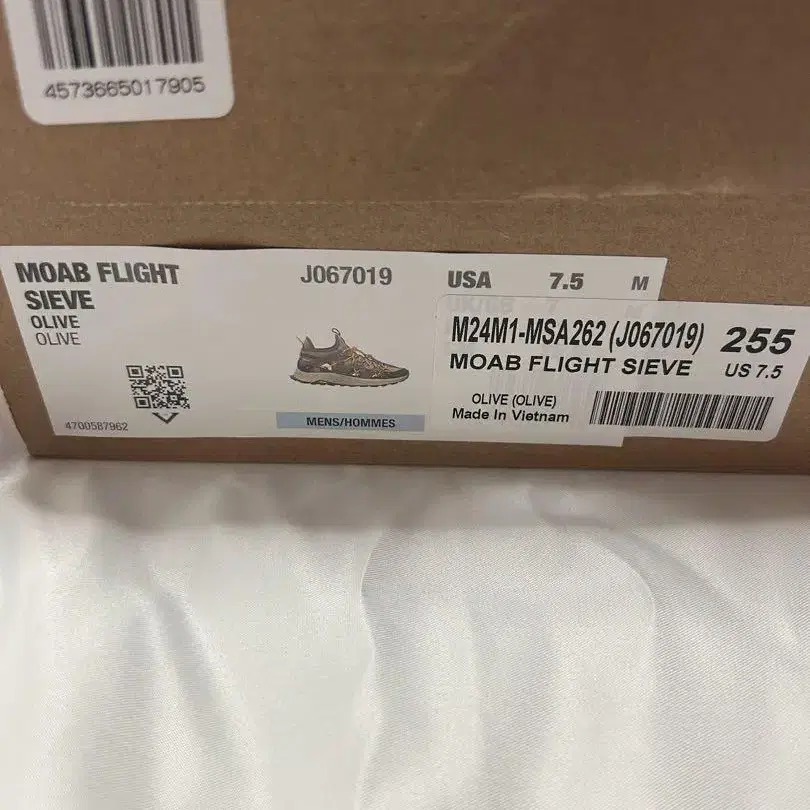 4573665017905
MOAB FLIGHT
SIEVE
OLIVE
OLIVE
4700587962
J067019
MENS/HOMMES
USA 7.5 M
M24M1-MSA262 (J067019) 255
MOAB FLIGHT SIEVE US 7.5
OLIVE (OLIVE)
Made In Vietnam